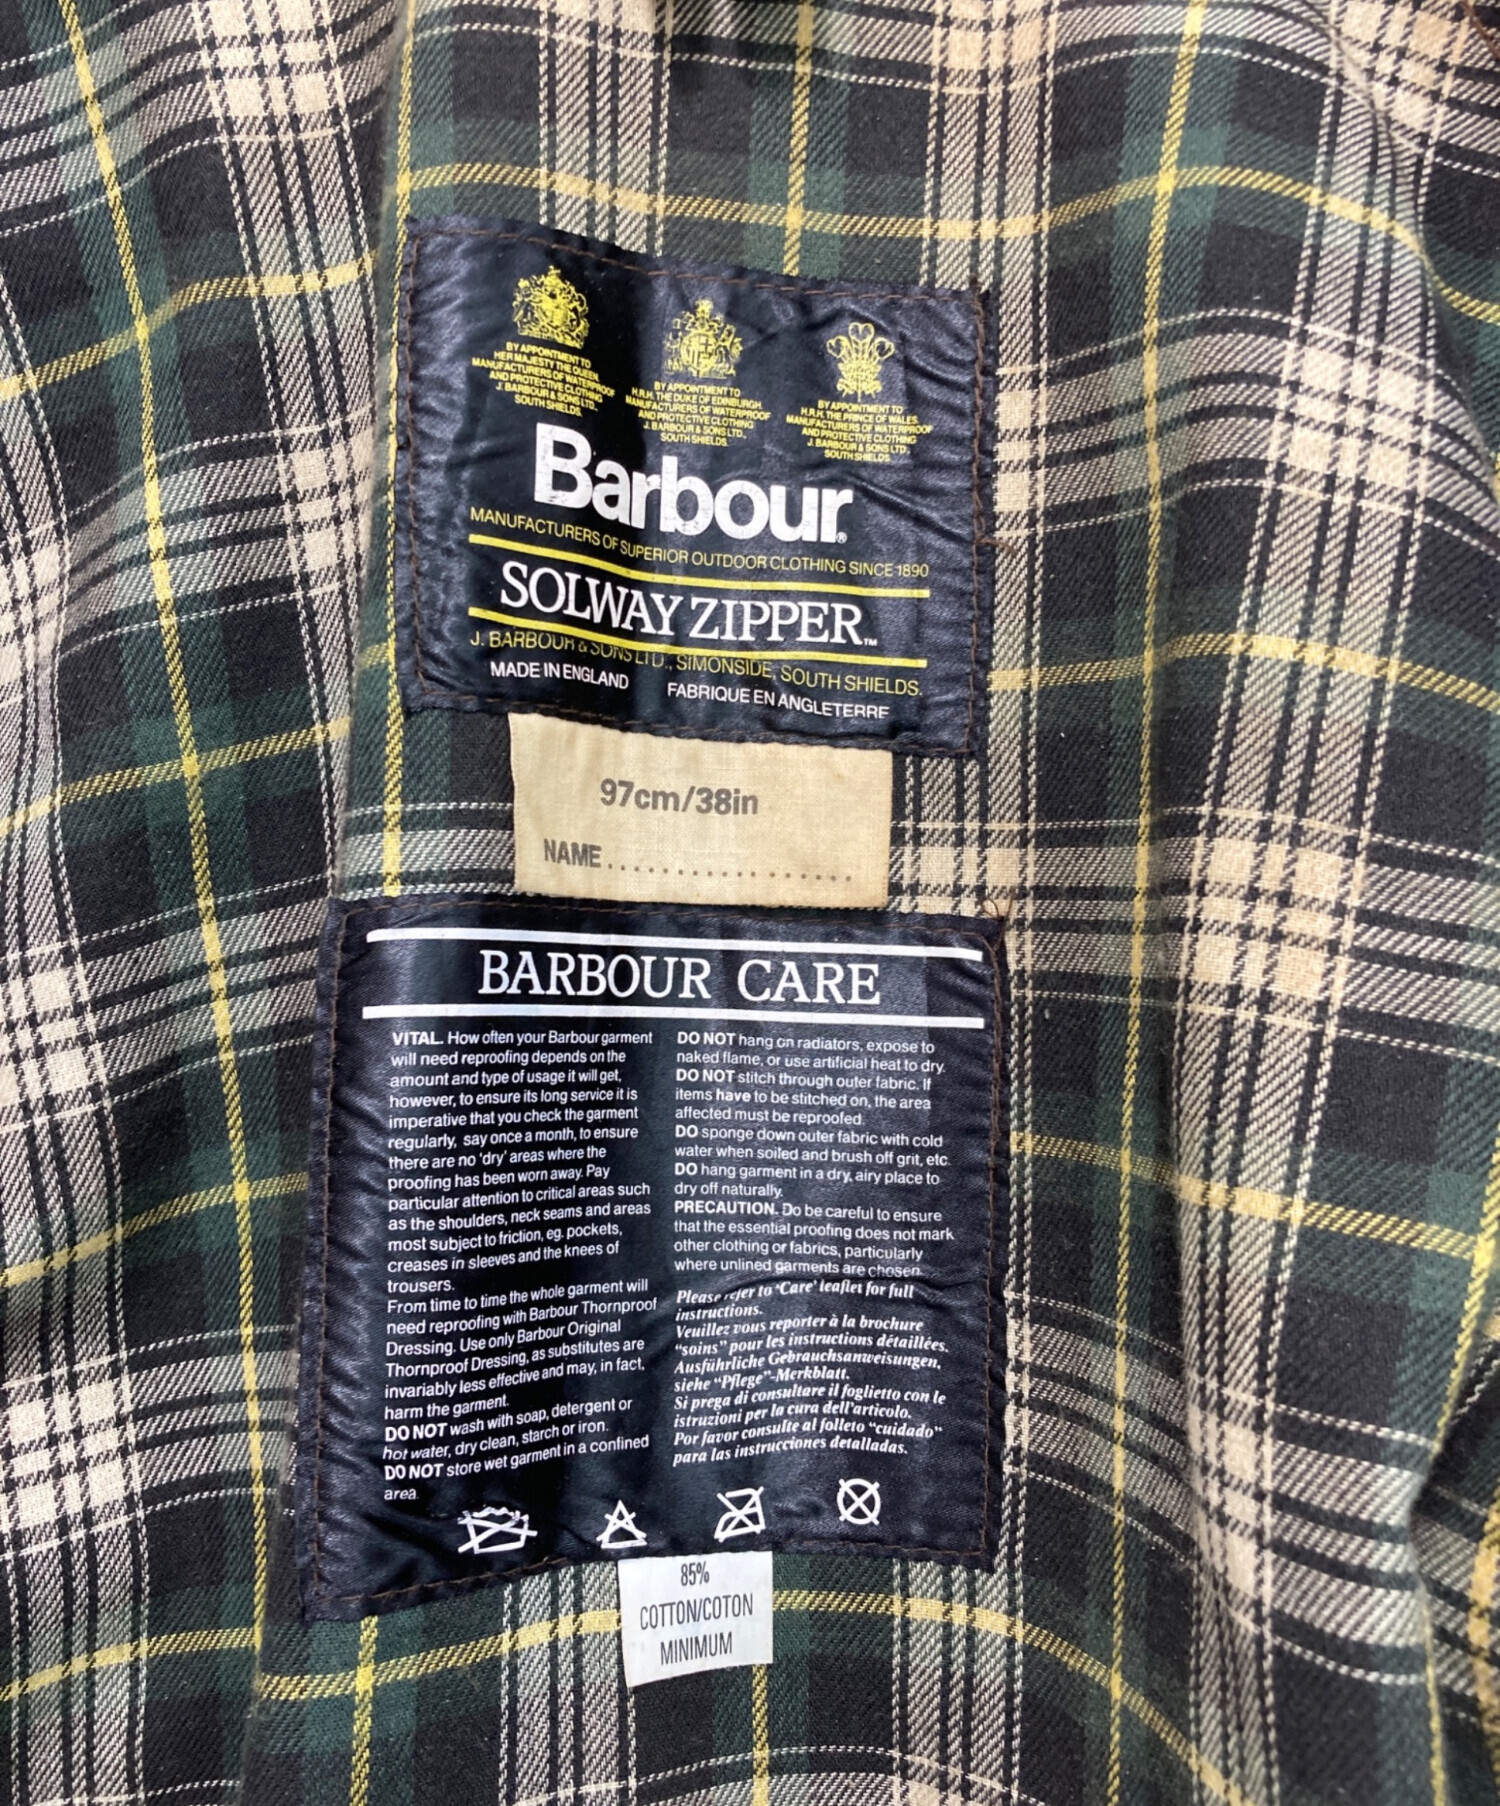 BY APPOINTMENT TO
HER MAJESTY THE QUEEN
MANUFACTURERS OF WATERPROOF
AND PROTECTIVE CLOTHING
J. BARBOUR & SONS LTD.,
SOUTH SHIELDS.
BY APPOINTMENT TO
H.R.H. THE DUKE OF EDINBURGH.
MANUFACTURERS OF WATERPROOF
AND PROTECTIVE CLOTHING
J. BARBOUR & SONS LTD.,
SOUTH SHIELDS.
BY APPOINTMENT TO
H.R.H. THE PRINCE OF WALES.
MANUFACTURERS OF WATERPROOF
AND PROTECTIVE CLOTHING
J. BARBOUR & SONS LTD.
SOUTH SHIELDS.
Barbour®
MANUFACTURERS OF SUPERIOR OUTDOOR CLOTHING SINCE 1890
SOLWAY ZIPPER™
J. BARBOUR & SONS LTD., SIMONSIDE, SOUTH SHIELDS.
MADE IN ENGLAND FABRIQUE EN ANGLETERRE
97cm/38in
NAME..................
BARBOUR CARE
VITAL. How often your Barbour garment
will need reproofing depends on the
amount and type of usage it will get,
however, to ensure its long service it is
imperative that you check the garment
regularly, say once a month, to ensure
there are no 'dry' areas where the
proofing has been worn away. Pay
particular attention to critical areas such
as the shoulders, neck seams and areas
most subject to friction, eg. pockets,
creases in sleeves and the knees of
trousers.
From time to time the whole garment will
need reproofing with Barbour Thornproof
Dressing. Use only Barbour Original
Thornproof Dressing, as substitutes are
invariably less effective and may, in fact,
harm the garment.
DO NOT wash with soap, detergent or
hot water, dry clean, starch or iron.
DO NOT store wet garment in a confined
area.
DO NOT hang on radiators, expose to
naked flame, or use artificial heat to dry.
DO NOT stitch through outer fabric. If
items have to be stitched on, the area
affected must be reproofed.
DO sponge down outer fabric with cold
water when soiled and brush off grit, etc.
DO hang garment in a dry, airy place to
dry off naturally.
PRECAUTION. Do be careful to ensure
that the essential proofing does not mark
other clothing or fabrics, particularly
where unlined garments are chosen.
Please refer to 'Care' leaflet for full
instructions.
Veuillez vous reporter à la brochure
"soins" pour les instructions détaillées.
Ausführliche Gebrauchsanweisungen,
siehe "Pflege"-Merkblatt.
Si prega di consultare il foglietto con le
istruzioni per la cura dell'articolo.
Por favor consulte al folleto "cuidado"
para las instrucciones detalladas.
85%
COTTON/COTON
MINIMUM